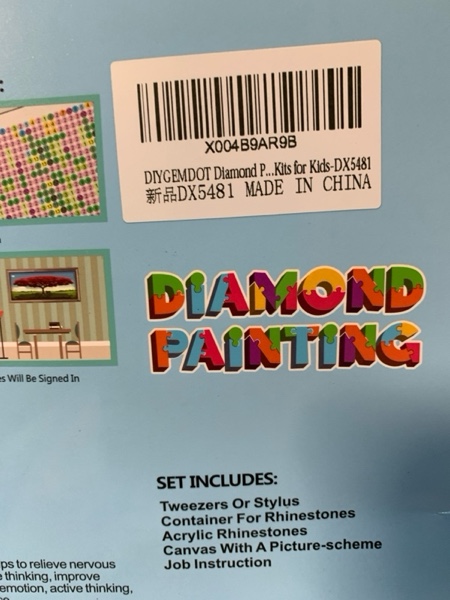 X004B9AR9B
DIYGEMDOT Diamond P...Kits for Kids-DX5481
新品DX5481 MADE IN CHINA
DIAMOND
PAINTING
es Will Be Signed In
SET INCLUDES:
Tweezers Or Stylus
Container For Rhinestones
Acrylic Rhinestones
Canvas With A Picture-scheme
Job Instruction
ps to relieve nervous
thinking, improve
emotion, active thinking,